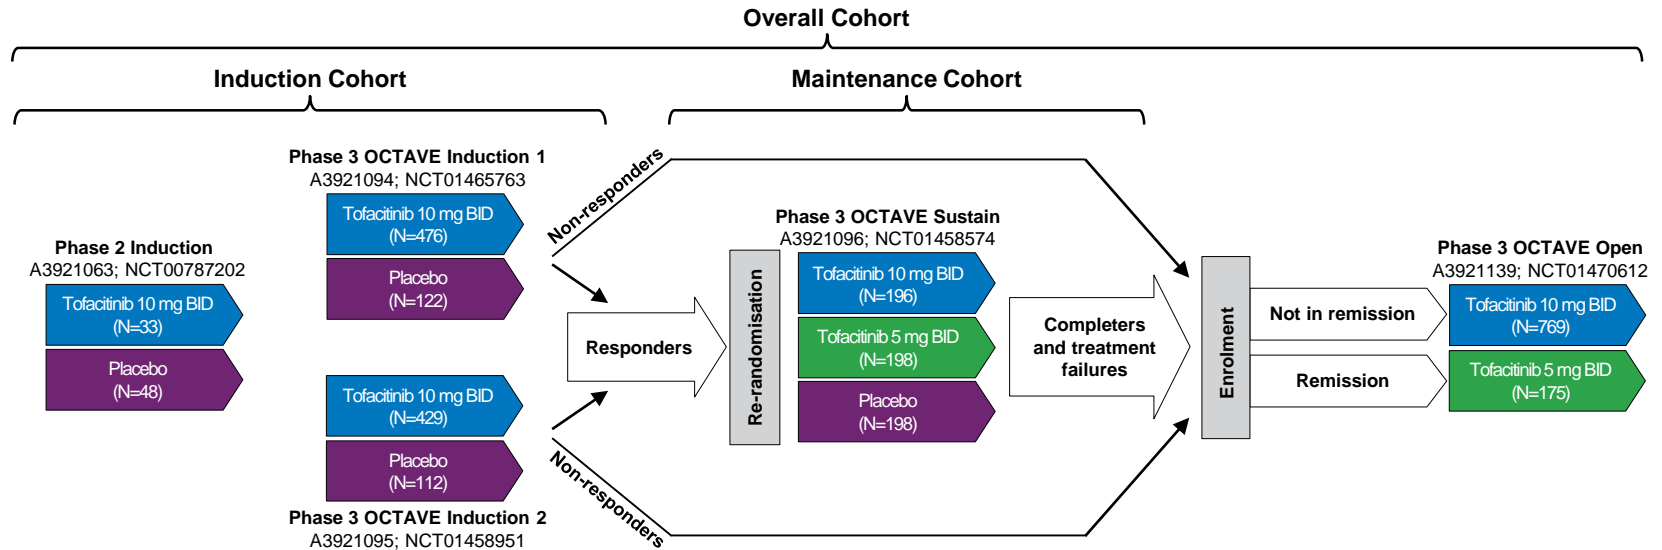 Overall Cohort
Induction Cohort
Maintenance Cohort
Phase 2 Induction
A3921063; NCT00787202
Tofacitinib 10 mg BID
(N=33)
Placebo
(N=48)
Phase 3 OCTAVE Induction 1
A3921094; NCT01465763
Tofacitinib 10 mg BID
(N=476)
Placebo
(N=122)
Tofacitinib 10 mg BID
(N=429)
Placebo
(N=112)
Phase 3 OCTAVE Induction 2
A3921095; NCT01458951
Non-responders
Responders
Non-responders
Re-randomisation
Phase 3 OCTAVE Sustain
A3921096; NCT01458574
Tofacitinib 10 mg BID
(N=196)
Tofacitinib 5 mg BID
(N=198)
Placebo
(N=198)
Completers
and treatment
failures
Enrolment
Not in remission
Remission
Phase 3 OCTAVE Open
A3921139; NCT01470612
Tofacitinib 10 mg BID
(N=769)
Tofacitinib 5 mg BID
(N=175)